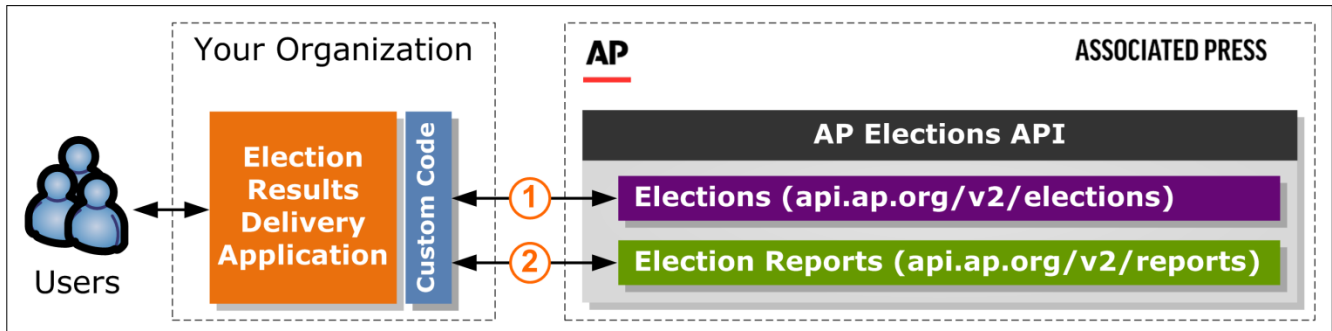 Your Organization
AP
ASSOCIATED PRESS
AP Elections API
Election
Results
Delivery
Application
Custom Code
1
Elections (api.ap.org/v2/elections)
2
Election Reports (api.ap.org/v2/reports)
Users